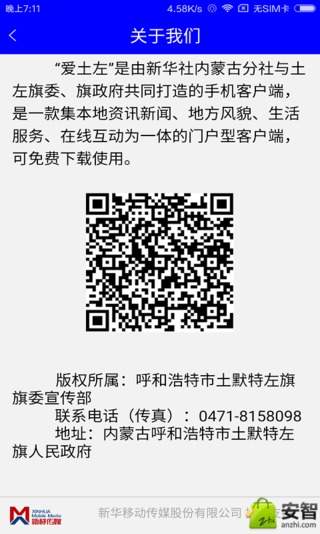 晚上7:11
4.58K/s
无SIM卡
关于我们
“爱土左”是由新华社内蒙古分社与土
左旗委、旗政府共同打造的手机客户端，
是一款集本地资讯新闻、地方风貌、生活
服务、在线互动为一体的门户型客户端，
可免费下载使用。
版权所属：呼和浩特市土默特左旗
旗委宣传部
联系电话（传真）：0471-8158098
地址：内蒙古呼和浩特市土默特左
旗人民政府
XINHUA
Mobile Media
新华移动传媒股份有限公司
安智
anzhi.com